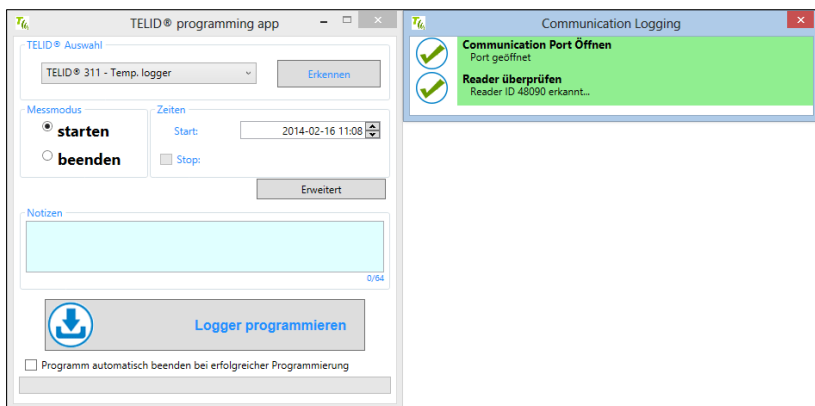 TELID® programming app
TELID® Auswahl
TELID® 311 - Temp. logger
Erkennen
Messmodus
starten
beenden
Zeiten
Start:
2014-02-16 11:08
Stop:
Erweitert
Notizen
0/64
Logger programmieren
Programm automatisch beenden bei erfolgreicher Programmierung
Communication Logging
Communication Port Öffnen
Port geöffnet
Reader überprüfen
Reader ID 48090 erkannt...